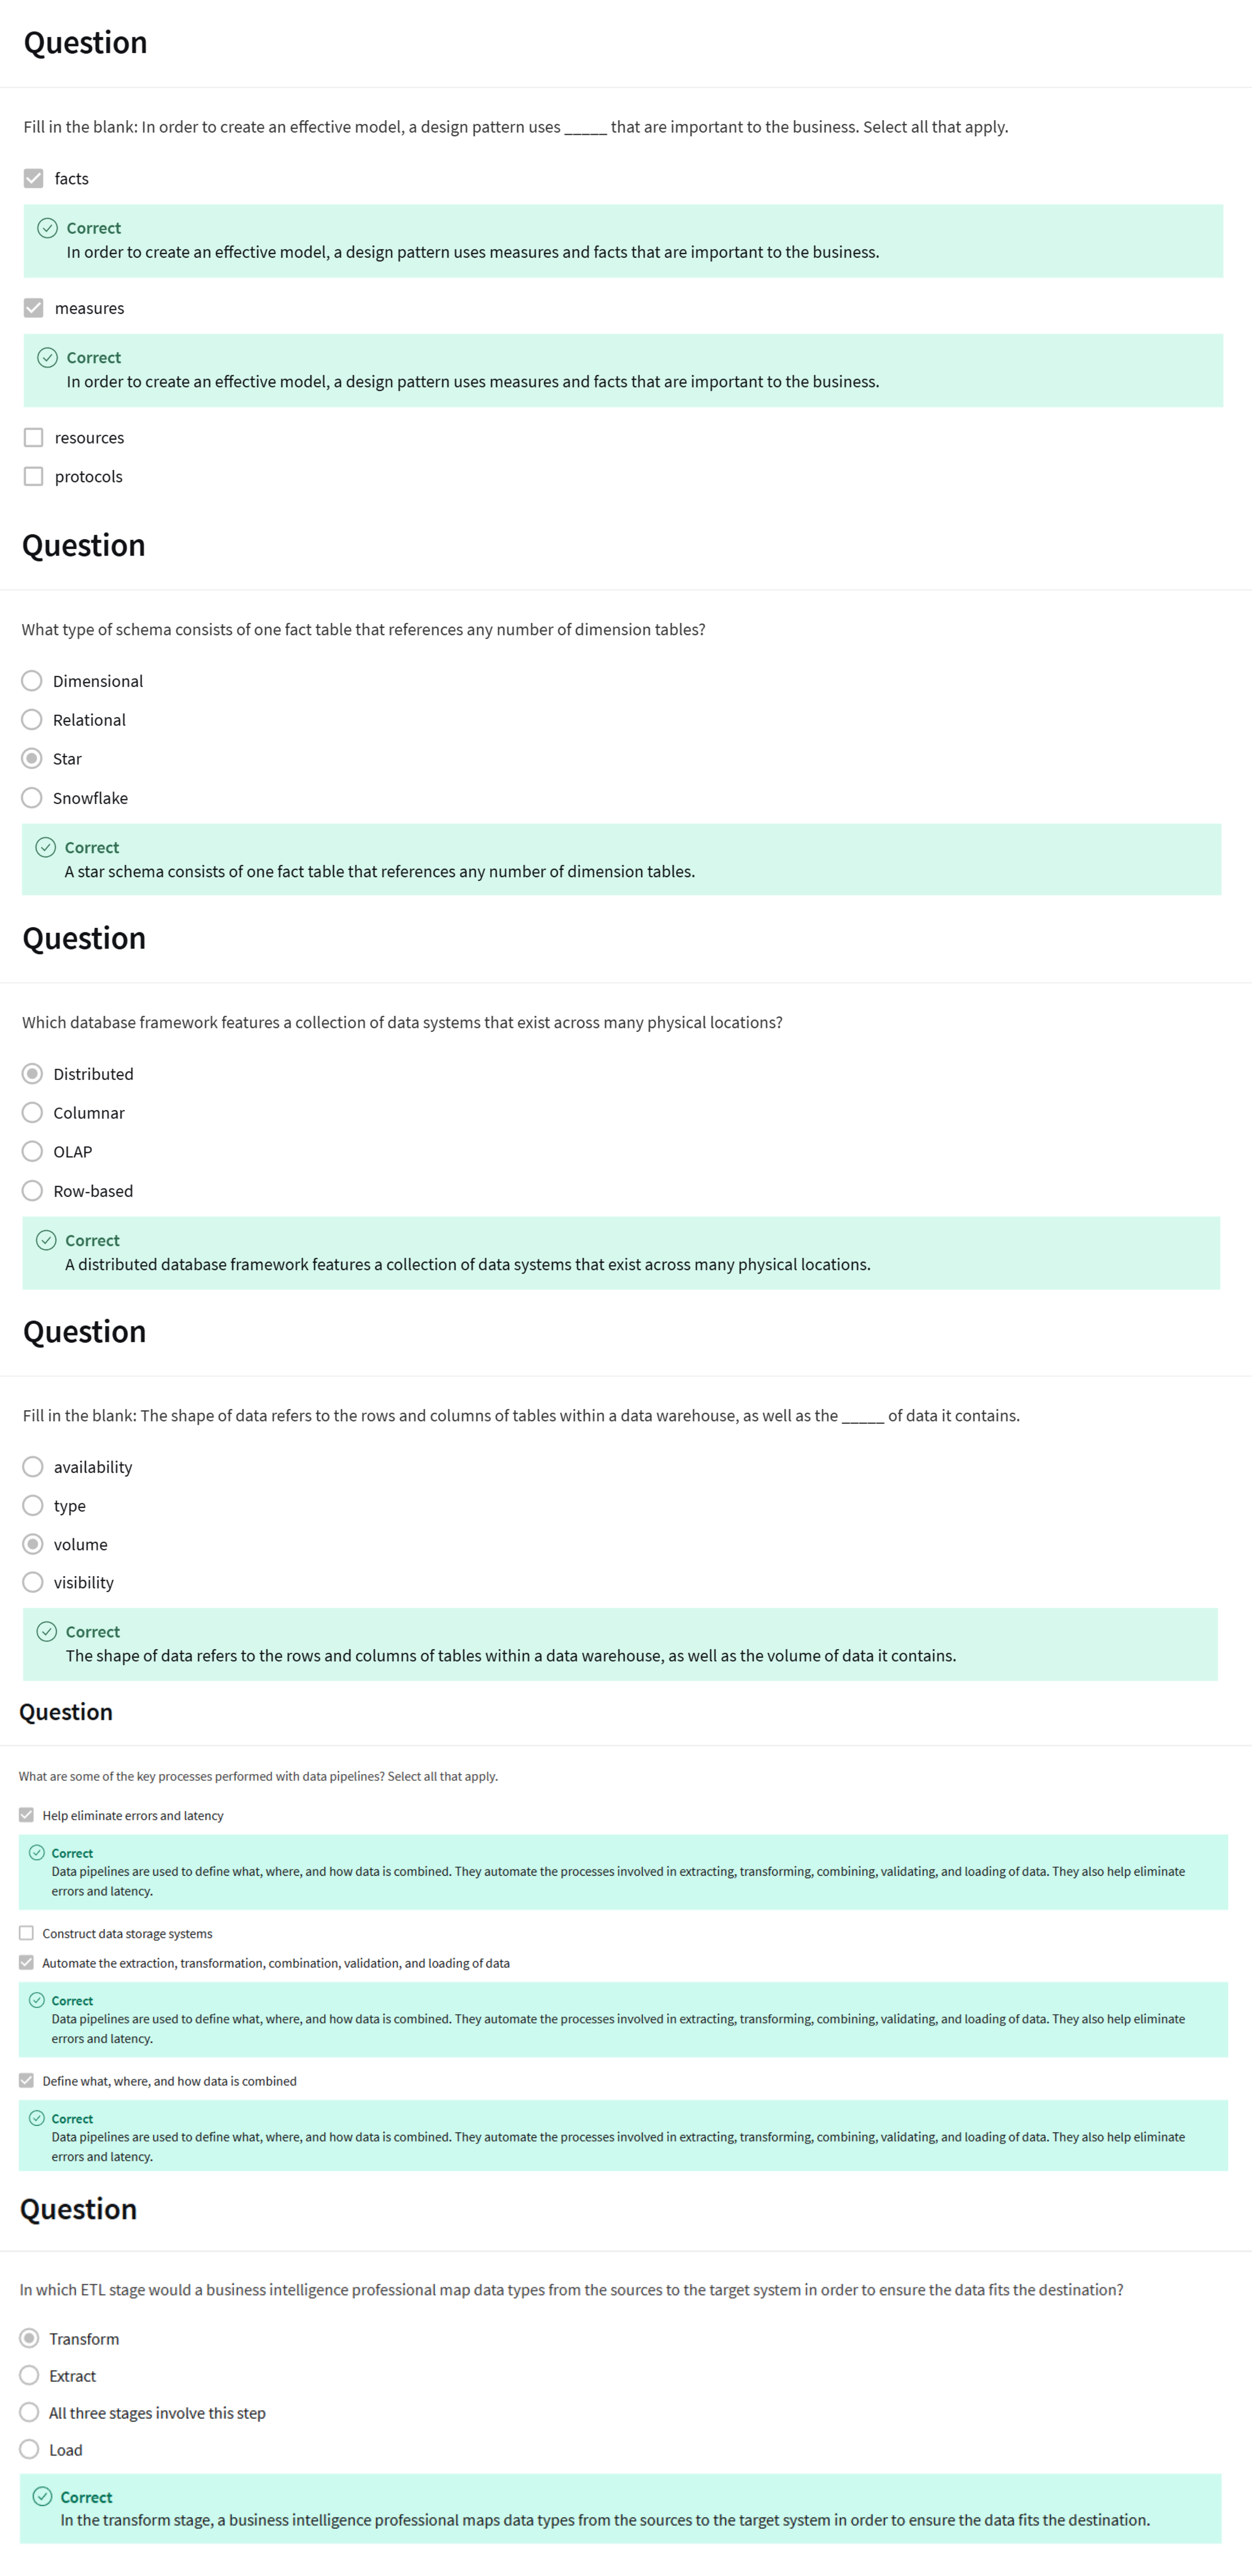 Question
Fill in the blank: In order to create an effective model, a design pattern uses _____ that are important to the business. Select all that apply.
facts
Correct
In order to create an effective model, a design pattern uses measures and facts that are important to the business.
measures
Correct
In order to create an effective model, a design pattern uses measures and facts that are important to the business.
resources
protocols
Question
What type of schema consists of one fact table that references any number of dimension tables?
Dimensional
Relational
Star
Snowflake
Correct
A star schema consists of one fact table that references any number of dimension tables.
Question
Which database framework features a collection of data systems that exist across many physical locations?
Distributed
Columnar
OLAP
Row-based
Correct
A distributed database framework features a collection of data systems that exist across many physical locations.
Question
Fill in the blank: The shape of data refers to the rows and columns of tables within a data warehouse, as well as the _____ of data it contains.
availability
type
volume
visibility
Correct
The shape of data refers to the rows and columns of tables within a data warehouse, as well as the volume of data it contains.
Question
What are some of the key processes performed with data pipelines? Select all that apply.
Help eliminate errors and latency
Correct
Data pipelines are used to define what, where, and how data is combined. They automate the processes involved in extracting, transforming, combining, validating, and loading of data. They also help eliminate
errors and latency.
Construct data storage systems
Automate the extraction, transformation, combination, validation, and loading of data
Correct
Data pipelines are used to define what, where, and how data is combined. They automate the processes involved in extracting, transforming, combining, validating, and loading of data. They also help eliminate
errors and latency.
Define what, where, and how data is combined
Correct
Data pipelines are used to define what, where, and how data is combined. They automate the processes involved in extracting, transforming, combining, validating, and loading of data. They also help eliminate
errors and latency.
Question
In which ETL stage would a business intelligence professional map data types from the sources to the target system in order to ensure the data fits the destination?
Transform
Extract
All three stages involve this step
Load
Correct
In the transform stage, a business intelligence professional maps data types from the sources to the target system in order to ensure the data fits the destination.